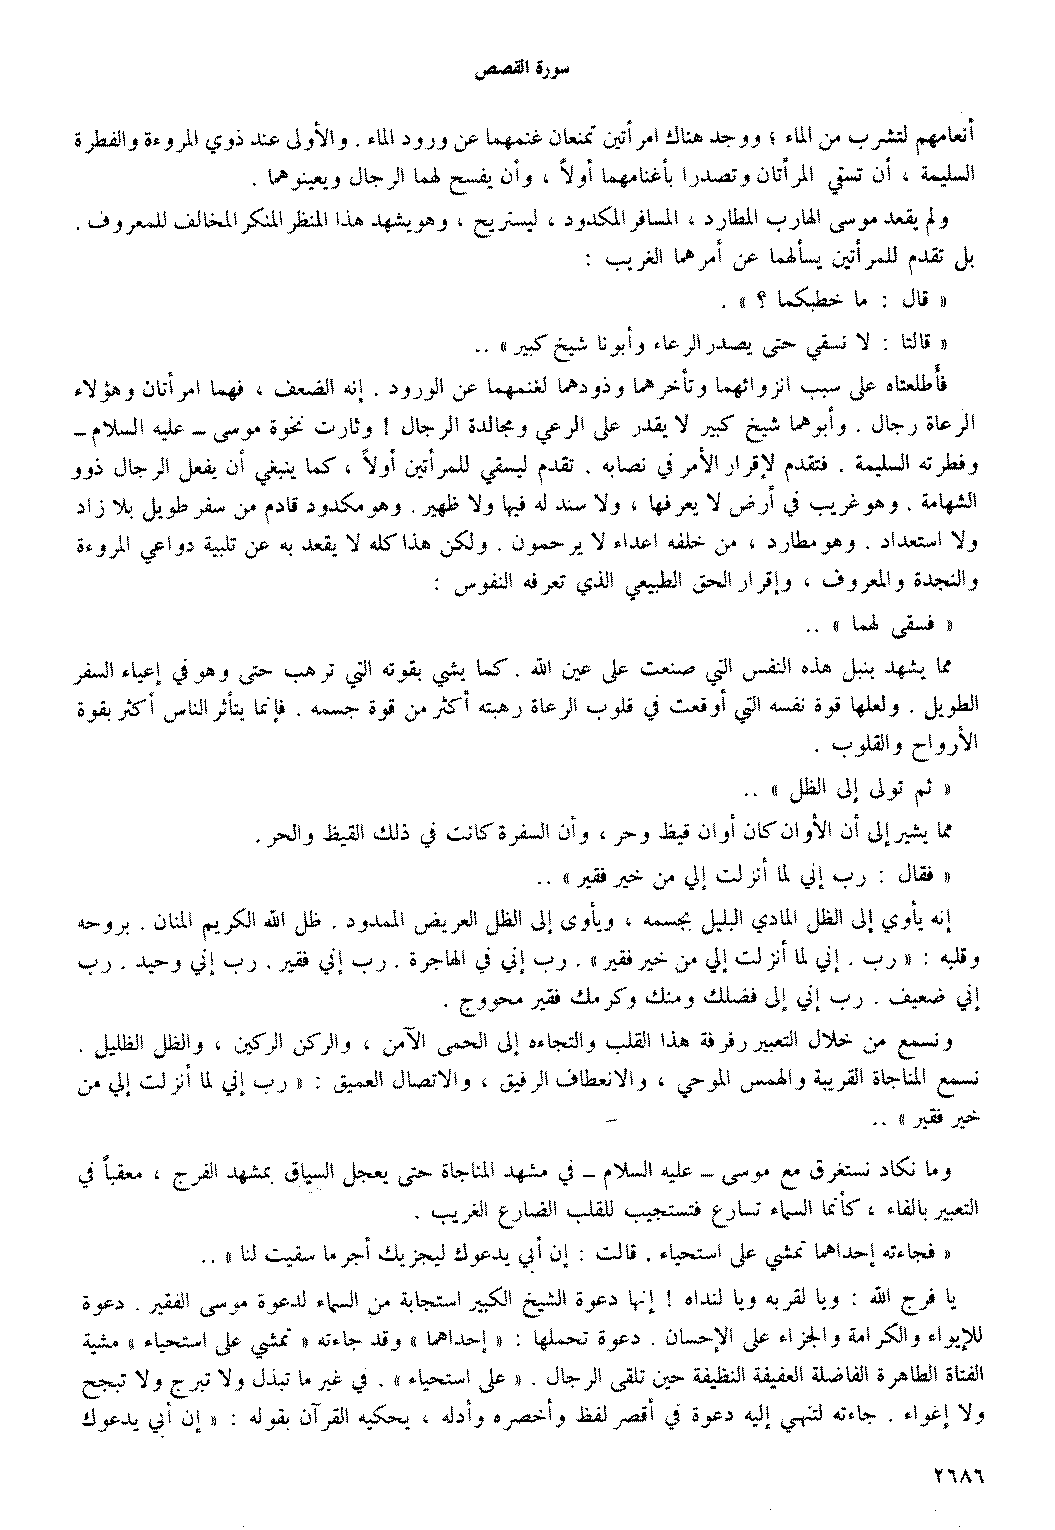 سورة القصص
أنعامهم لتشرب من الماء ؛ ووجد هناك امرأتين تمنعان غنمهما عن ورود الماء . والأولى عند ذوي المروءة والفطرة
السليمة ، أن تسقي المرأتان وتصدرا بأغنامهما أولاً ، وأن يفسح لهما الرجال ويعينوهما .
ولم يقعد موسى الهارب المطارد ، المسافر المكدود ، ليستريح ، وهو يشهد هذا المنظر المنكر المخالف للمعروف .
بل تقدم للمرأتين يسألهما عن أمرهما الغريب :
« قال : ما خطبكما ؟ » .
« قالتا : لا نسقي حتى يصدر الرعاء وأبونا شيخ كبير » ..
فأطلعتاه على سبب انزوائهما وتأخرهما وذودهما لغنمهما عن الورود . إنه الضعف ، فهما امرأتان وهؤلاء
الرعاة رجال . وأبوهما شيخ كبير لا يقدر على الرعي ومجالدة الرجال ! وثارت نخوة موسى – عليه السلام –
وفطرته السليمة . فتقدم لإقرار الأمر في نصابه . تقدم ليسقي للمرأتين أولاً ، كما ينبغي أن يفعل الرجال ذوو
الشهامة . وهو غريب في أرض لا يعرفها ، ولا سند له فيها ولا ظهير . وهو مكدود قادم من سفر طويل بلا زاد
ولا استعداد . وهو مطارد ، من خلفه اعداء لا يرحمون . ولكن هذا كله لا يقعد به عن تلبية دواعي المروءة
والنجدة والمعروف ، وإقرار الحق الطبيعي الذي تعرفه النفوس :
« فسقى لهما » ..
مما يشهد بنبل هذه النفس التي صنعت على عين الله . كما يشي بقوته التي ترهب حتى وهو في إعياء السفر
الطويل . ولعلها قوة نفسه التي أوقعت في قلوب الرعاة رهبته أكثر من قوة جسمه . فإنما يتأثر الناس أكثر بقوة
الأرواح والقلوب .
« ثم تولى إلى الظل » ..
مما يشير إلى أن الأوان كان أوان قيظ وحر ، وأن السفرة كانت في ذلك القيظ والحر .
« فقال : رب إني لما أنزلت إلي من خير فقير » ..
إنه يأوي إلى الظل المادي البليل بجسمه ، ويأوى إلى الظل العريض الممدود . ظل الله الكريم المنان . بروحه
وقلبه : « رب . إني لما أنزلت إلي من خير فقير » . رب إني في الهاجرة . رب إني فقير . رب إني وحيد . رب
إني ضعيف . رب إني إلى فضلك ومنك وكرمك فقير محووج .
ونسمع من خلال التعبير رفرفة هذا القلب والتجاءه إلى الحمى الآمن ، والركن الركين ، والظل الظليل .
نسمع المناجاة القريبة والهمس الموحي ، والانعطاف الرفيق ، والاتصال العميق : « رب إني لما أنزلت إلي من
خير فقير » ..
وما نكاد نستغرق مع موسى – عليه السلام – في مشهد المناجاة حتى يعجل السياق بمشهد الفرج ، معقباً في
التعبير بالفاء ، كأنما السماء تسارع فتستجيب للقلب الضارع الغريب .
« فجاءته إحداهما تمشي على استحياء . قالت : إن أبي يدعوك ليجزيك أجر ما سقيت لنا » ..
يا فرج الله : ويا لقربه ويا لنداه ! إنها دعوة الشيخ الكبير استجابة من السماء لدعوة موسى الفقير . دعوة
للإيواء والكرامة والجزاء على الإحسان . دعوة تحملها : « إحداهما » وقد جاءته « تمشي على استحياء » مشية
الفتاة الطاهرة الفاضلة العفيفة النظيفة حين تلقى الرجال . « على استحياء » . في غير ما تبذل ولا تبرج ولا تبجح
ولا إغواء . جاءته لتنهي إليه دعوة في أقصر لفظ وأخصره وأدله ، يحكيه القرآن بقوله : « إن أبي يدعوك
٢٦٨٦